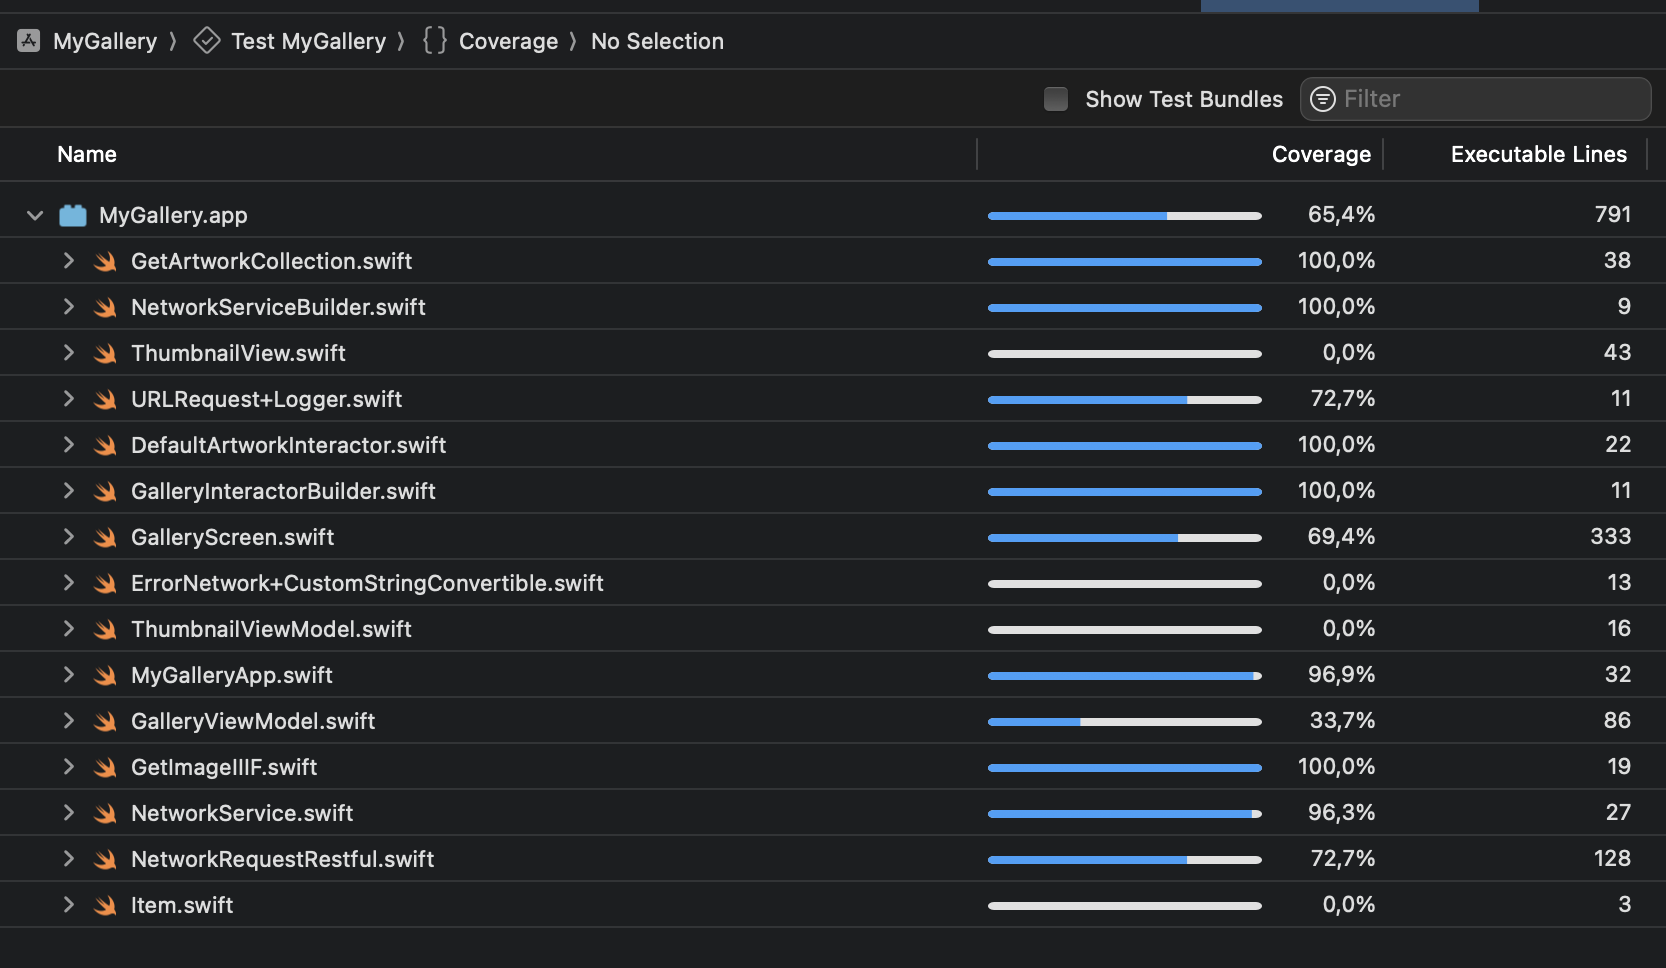 MyGallery 〉 Test MyGallery 〉 {} Coverage 〉 No Selection
Show Test Bundles Filter
Name Coverage Executable Lines
MyGallery.app 65,4% 791
GetArtworkCollection.swift 100,0% 38
NetworkServiceBuilder.swift 100,0% 9
ThumbnailView.swift 0,0% 43
URLRequest+Logger.swift 72,7% 11
DefaultArtworkInteractor.swift 100,0% 22
GalleryInteractorBuilder.swift 100,0% 11
GalleryScreen.swift 69,4% 333
ErrorNetwork+CustomStringConvertible.swift 0,0% 13
ThumbnailViewModel.swift 0,0% 16
MyGalleryApp.swift 96,9% 32
GalleryViewModel.swift 33,7% 86
GetImageIIIF.swift 100,0% 19
NetworkService.swift 96,3% 27
NetworkRequestRestful.swift 72,7% 128
Item.swift 0,0% 3